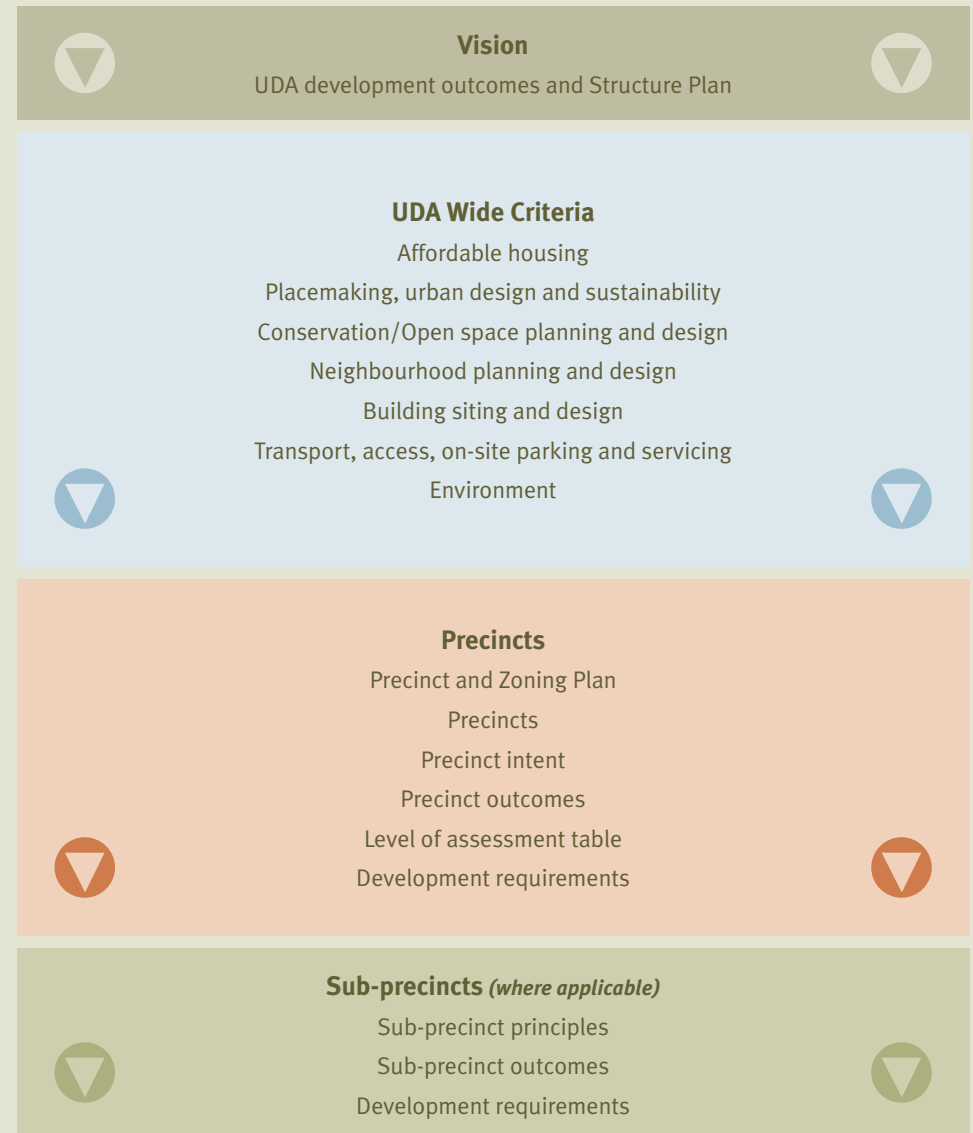 Vision
UDA development outcomes and Structure Plan
UDA Wide Criteria
Affordable housing
Placemaking, urban design and sustainability
Conservation/Open space planning and design
Neighbourhood planning and design
Building siting and design
Transport, access, on-site parking and servicing
Environment
Precincts
Precinct and Zoning Plan
Precincts
Precinct intent
Precinct outcomes
Level of assessment table
Development requirements
Sub-precincts (where applicable)
Sub-precinct principles
Sub-precinct outcomes
Development requirements